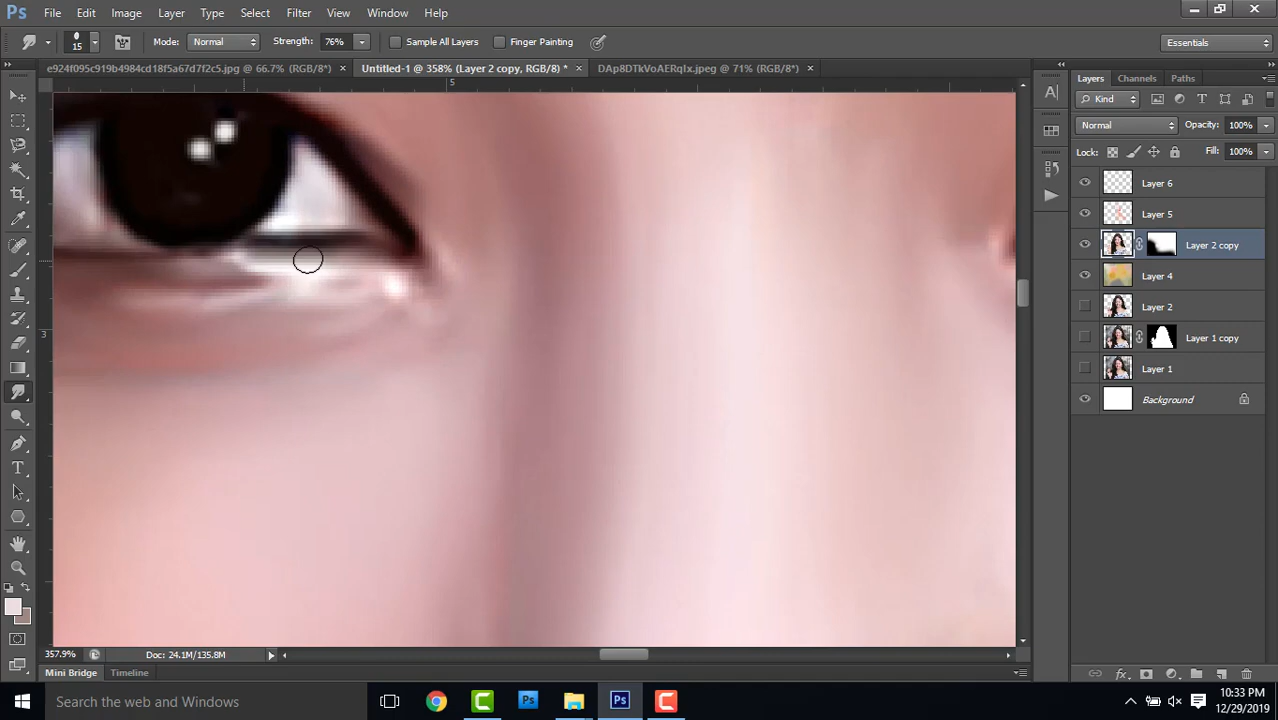 Ps File Edit Image Layer Type Select Filter View Window Help
15 Mode: Normal Strength: 76% Sample All Layers Finger Painting Essentials
e924f095c919b4984cd18f5a67d7f2c5.jpg @ 66.7% (RGB/8*) × Untitled-1 @ 358% (Layer 2 copy, RGB/8) * × DAp8DTkVoAERqIx.jpeg @ 71% (RGB/8*) ×
5
3
Layers Channels Paths
Kind
Normal Opacity: 100%
Lock: Fill: 100%
Layer 6
Layer 5
Layer 2 copy
Layer 4
Layer 2
Layer 1 copy
Layer 1
Background
357.9% Doc: 24.1M/135.8M
Mini Bridge Timeline
Search the web and Windows
10:33 PM
12/29/2019